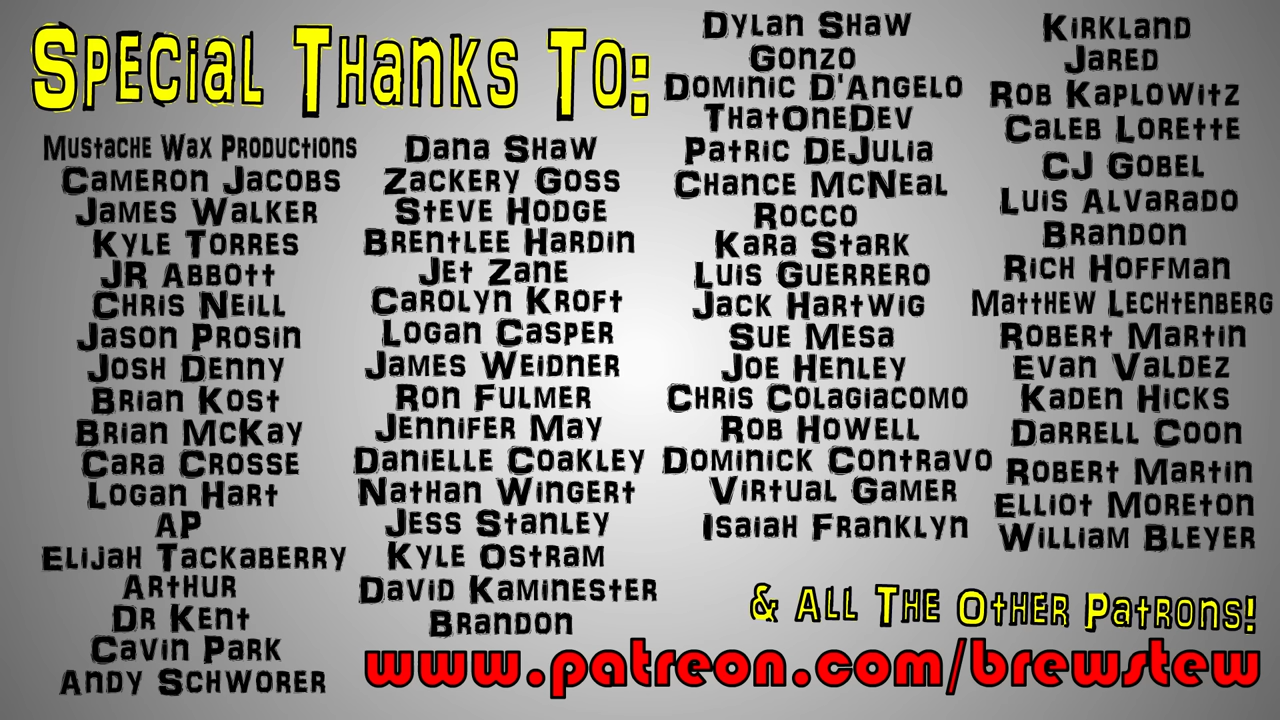 Special Thanks To:
Mustache Wax Productions
Cameron Jacobs
James Walker
Kyle Torres
JR Abbott
Chris Neill
Jason Prosin
Josh Denny
Brian Kost
Brian McKay
Cara Crosse
Logan Hart
AP
Elijah Tackaberry
Arthur
Dr Kent
Cavin Park
Andy Schworer
Dana Shaw
Zackery Goss
Steve Hodge
Brentlee Hardin
Jet Zane
Carolyn Kroft
Logan Casper
James Weidner
Ron Fulmer
Jennifer May
Danielle Coakley
Nathan Wingert
Jess Stanley
Kyle Ostram
David Kaminester
Brandon
Dylan Shaw
Gonzo
Dominic D'Angelo
ThatOneDev
Patric DeJulia
Chance McNeal
Rocco
Kara Stark
Luis Guerrero
Jack Hartwig
Sue Mesa
Joe Henley
Chris Colagiacomo
Rob Howell
Dominick Contravo
Virtual Gamer
Isaiah Franklyn
Kirkland
Jared
Rob Kaplowitz
Caleb Lorette
CJ Gobel
Luis Alvarado
Brandon
Rich Hoffman
Matthew Lechtenberg
Robert Martin
Evan Valdez
Kaden Hicks
Darrell Coon
Robert Martin
Elliot Moreton
William Bleyer
& All The Other Patrons!
www.patreon.com/brewstew